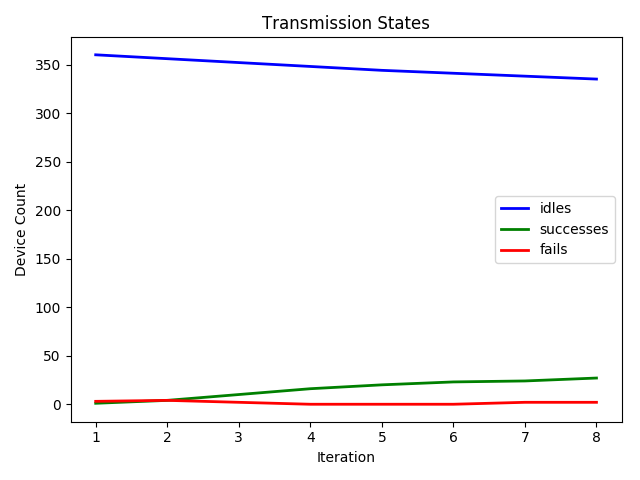 Transmission States
Device Count
350
300
250
200
150
100
50
0
idles
successes
fails
1 2 3 4 5 6 7 8
Iteration